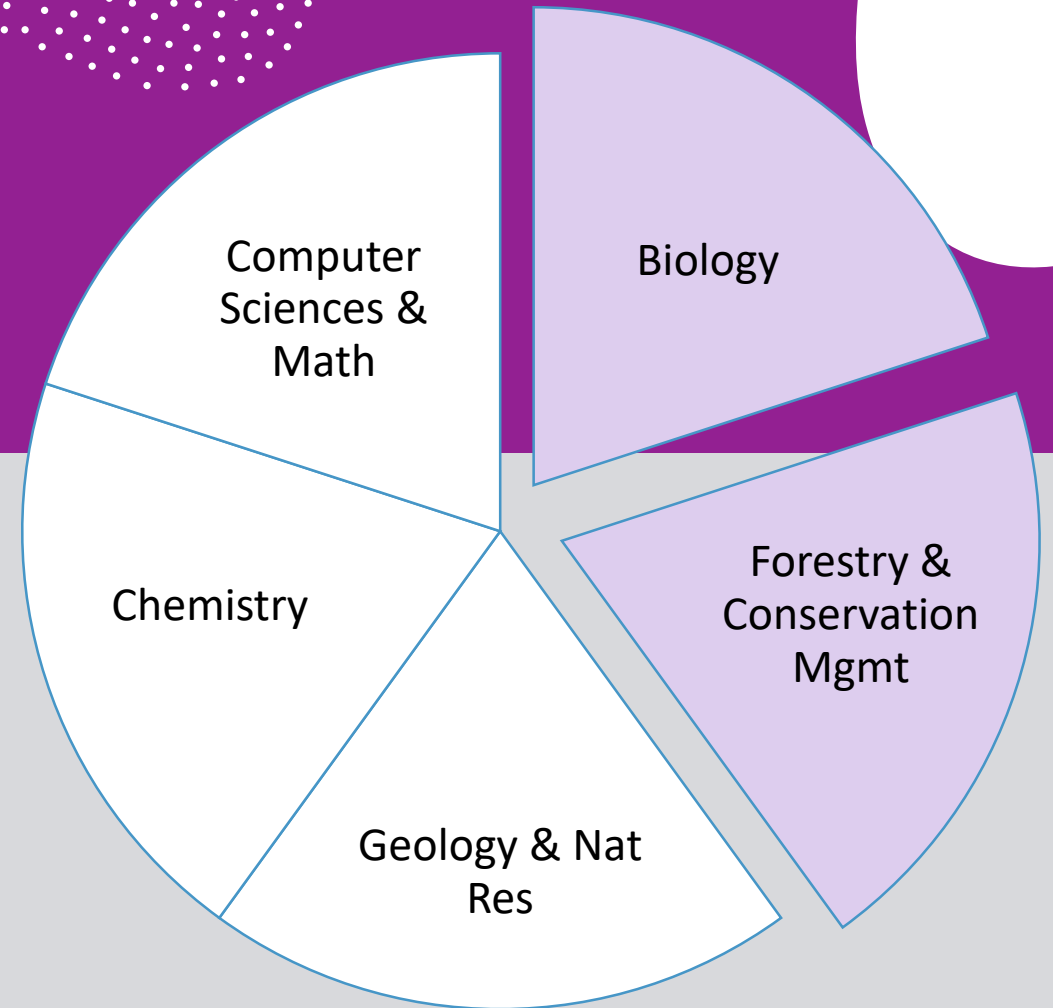 Computer
Sciences &
Math
Biology
Forestry &
Conservation
Mgmt
Chemistry
Geology & Nat
Res